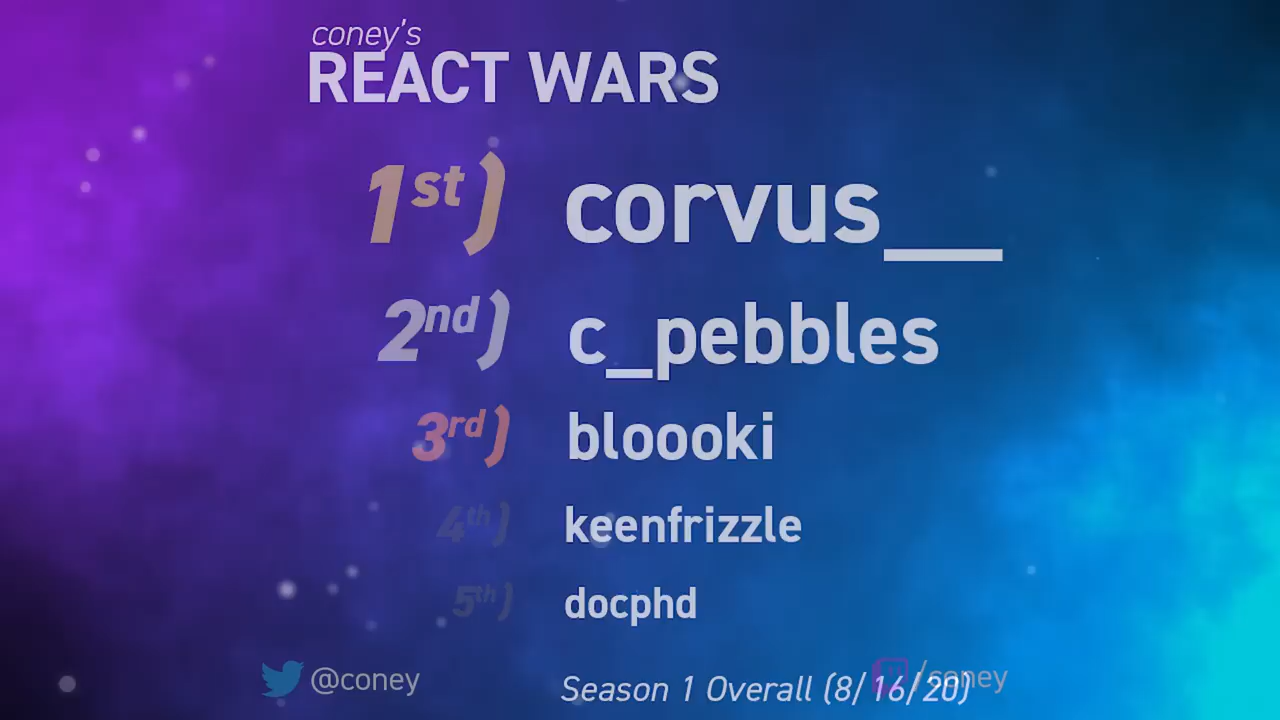 coney's
REACT WARS
1st) corvus__
2nd) c_pebbles
3rd) bloooki
4th) keenfrizzle
5th) docphd
@coney
Season 1 Overall (8/16/20)
/coney